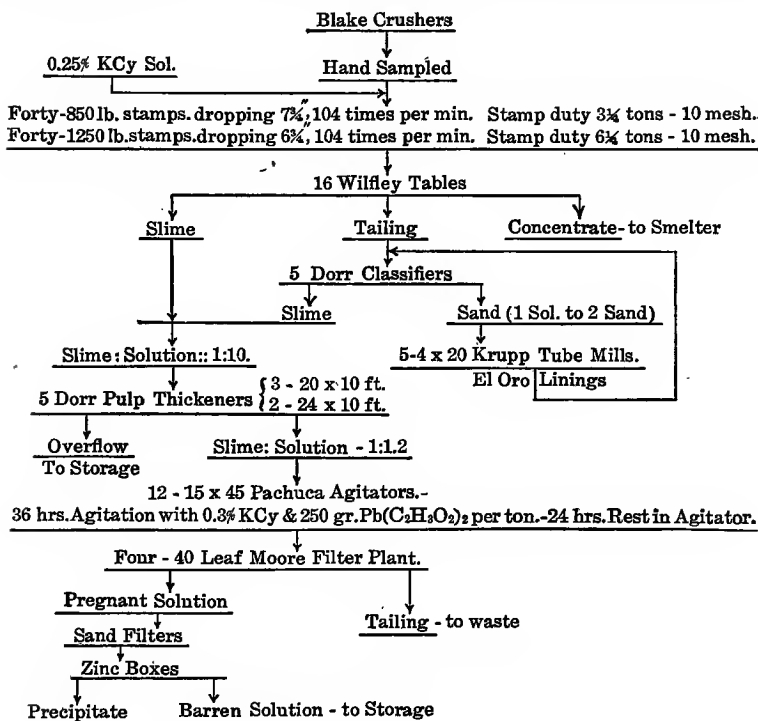 Blake Crushers
0.25% KCy Sol.
Hand Sampled
Forty-850 lb. stamps. dropping 7¾", 104 times per min. Stamp duty 3¼ tons - 10 mesh.
Forty-1250 lb. stamps. dropping 6¾", 104 times per min. Stamp duty 6¼ tons - 10 mesh.
16 Wilfley Tables
Slime Tailing Concentrate - to Smelter
5 Dorr Classifiers
Slime Sand (1 Sol. to 2 Sand)
Slime : Solution :: 1:10. 5-4 x 20 Krupp Tube Mills.
El Oro Linings
5 Dorr Pulp Thickeners { 3 - 20 x 10 ft.
2 - 24 x 10 ft.
Overflow Slime: Solution - 1:1.2
To Storage
12 - 15 x 45 Pachuca Agitators.-
36 hrs. Agitation with 0.3% KCy & 250 gr. Pb(C₂H₃O₂)₂ per ton.-24 hrs. Rest in Agitator.
Four - 40 Leaf Moore Filter Plant.
Pregnant Solution Tailing - to waste
Sand Filters
Zinc Boxes
Precipitate Barren Solution - to Storage